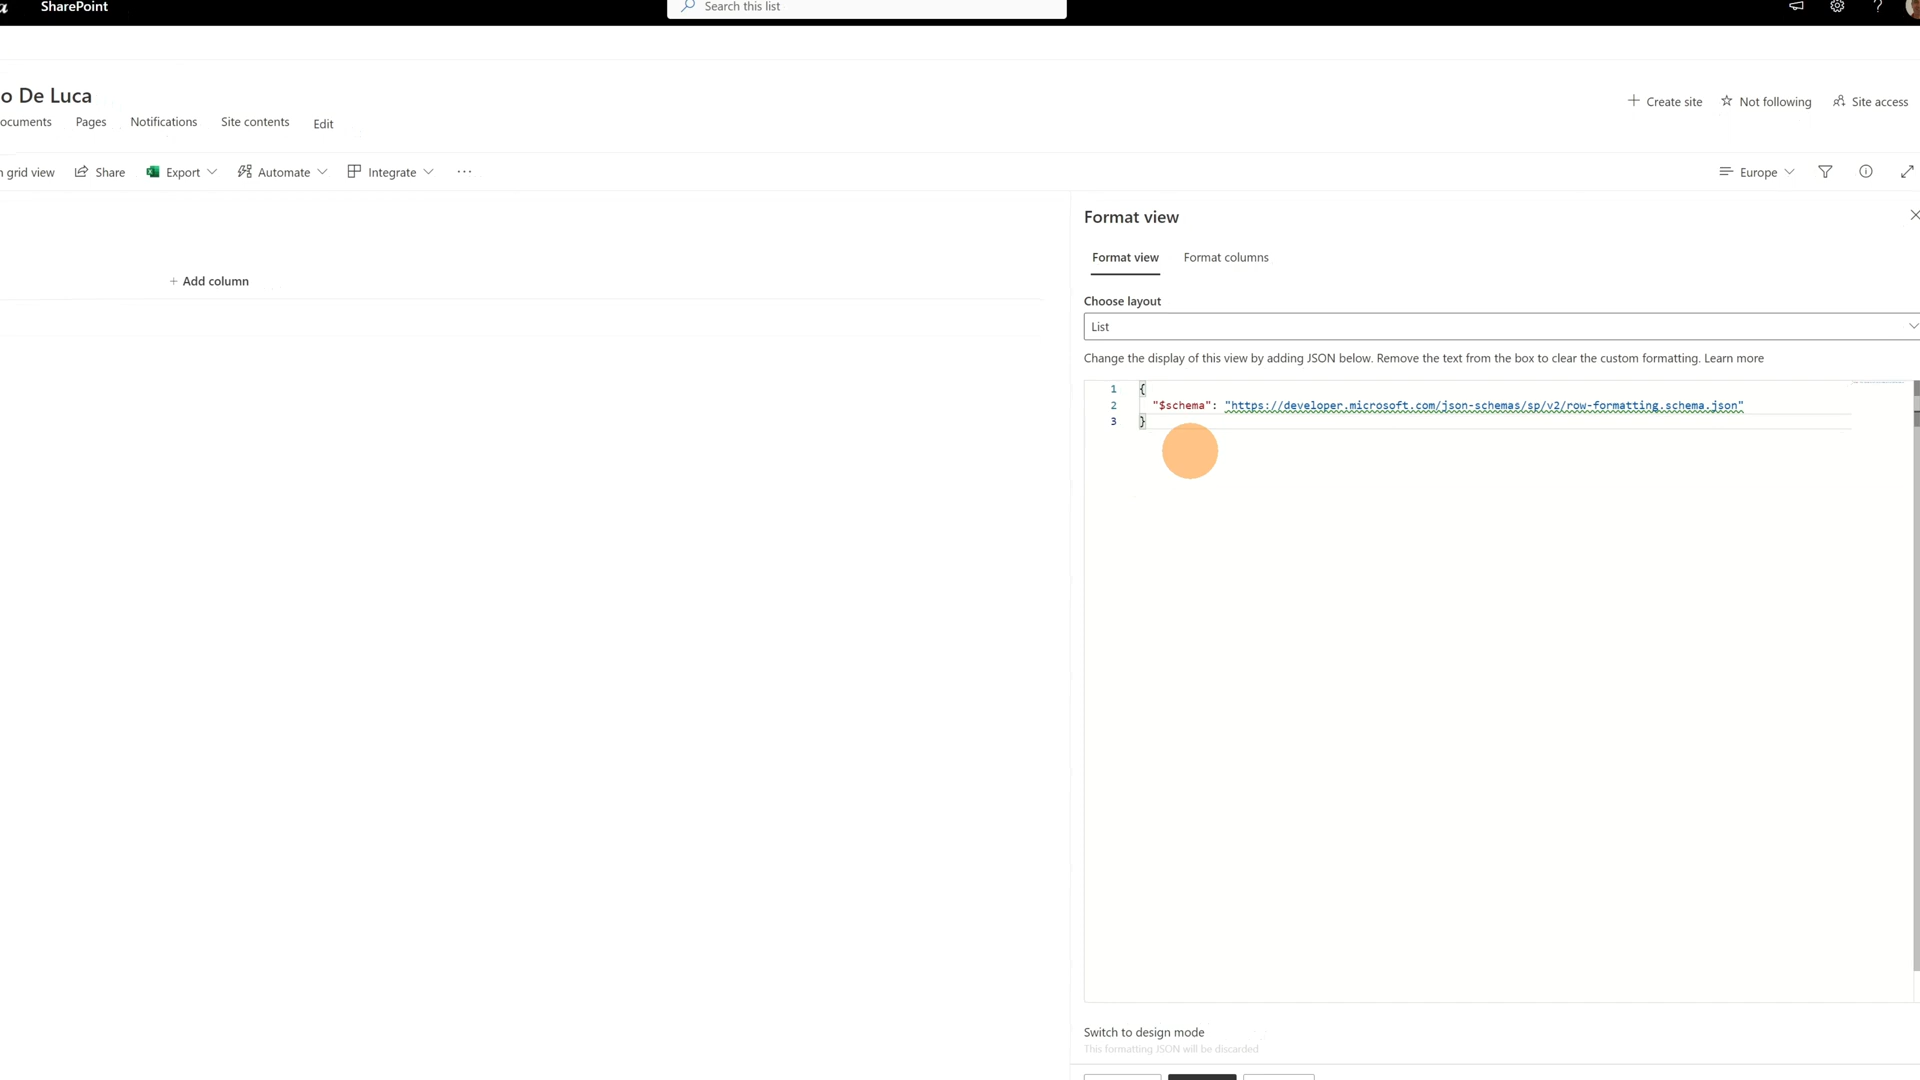 SharePoint
Search this list
?
o De Luca
Create site
Not following
Site access
ocuments
Pages
Notifications
Site contents
Edit
grid view
Share
Export
Automate
Integrate
···
Europe
Format view
Format view
Format columns
+ Add column
Choose layout
List
Change the display of this view by adding JSON below. Remove the text from the box to clear the custom formatting. Learn more
1 {
2 "$schema": "https://developer.microsoft.com/json-schemas/sp/v2/row-formatting.schema.json"
3 }
Switch to design mode
This formatting JSON will be discarded